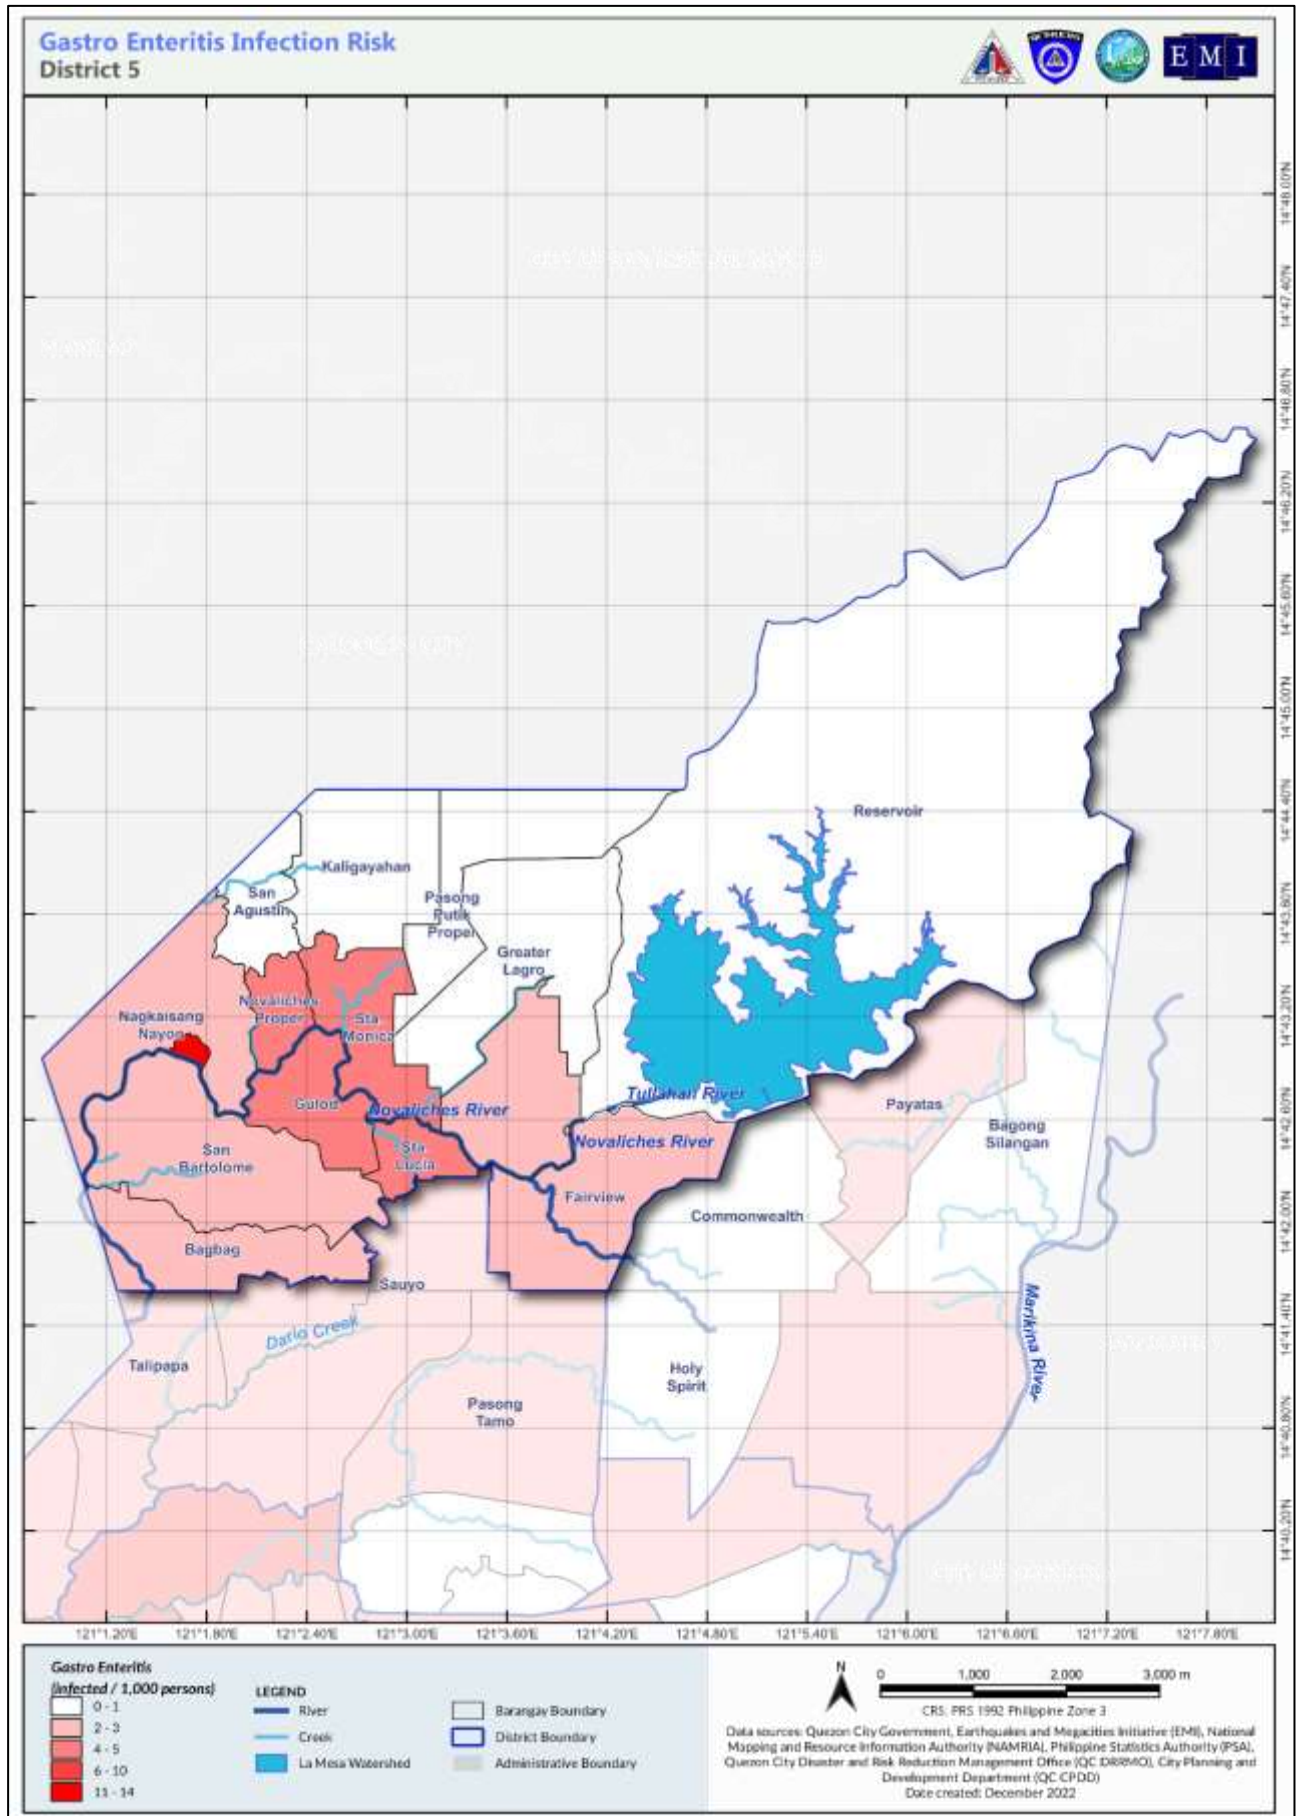 Gastro Enteritis Infection Risk
District 5
E M I
14°48.00'N
14°47.40'N
14°46.80'N
14°46.20'N
14°45.60'N
14°45.00'N
14°44.40'N
14°43.80'N
14°43.20'N
14°42.60'N
14°42.00'N
14°41.40'N
14°40.80'N
14°40.20'N
Reservoir
Kaligayahan
San
Agustin
Pasong
Putik
Proper
Greater
Lagro
Novaliches
Proper
Nagkaisang
Nayon
Sta
Monica
Gulod
Novaliches River
Tullahan River
Payatas
Bagong
Silangan
Novaliches River
San
Bartolome
Sta
Lucia
Fairview
Commonwealth
Bagbag
Sauyo
Dario Creek
Talipapa
Holy
Spirit
Marikina River
Pasong
Tamo
121°1.20'E 121°1.80'E 121°2.40'E 121°3.00'E 121°3.60'E 121°4.20'E 121°4.80'E 121°5.40'E 121°6.00'E 121°6.60'E 121°7.20'E 121°7.80'E
Gastro Enteritis
(Infected / 1,000 persons)
0 - 1
2 - 3
4 - 5
6 - 10
11 - 14
LEGEND
River
Creek
La Mesa Watershed
Barangay Boundary
District Boundary
Administrative Boundary
N
0 1,000 2,000 3,000 m
CRS: PRS 1992 Philippine Zone 3
Data sources: Quezon City Government, Earthquakes and Megacities Initiative (EMI), National
Mapping and Resource Information Authority (NAMRIA), Philippine Statistics Authority (PSA),
Quezon City Disaster and Risk Reduction Management Office (QC DRRMO), City Planning and
Development Department (QC CPDD)
Date created: December 2022